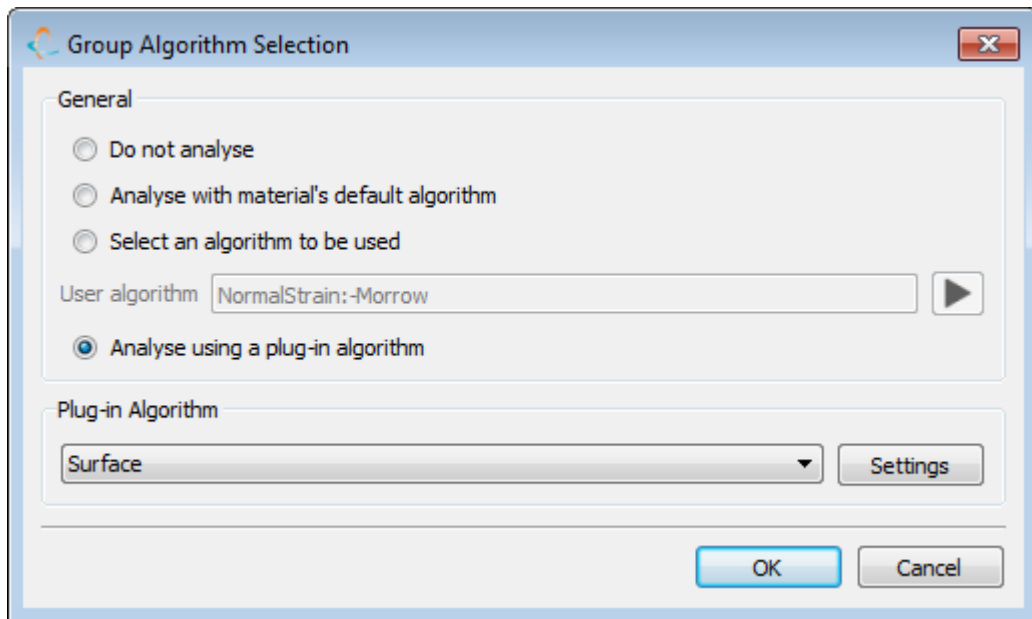 Group Algorithm Selection
General
Do not analyse
Analyse with material's default algorithm
Select an algorithm to be used
User algorithm NormalStrain:-Morrow
Analyse using a plug-in algorithm
Plug-in Algorithm
Surface Settings
OK Cancel